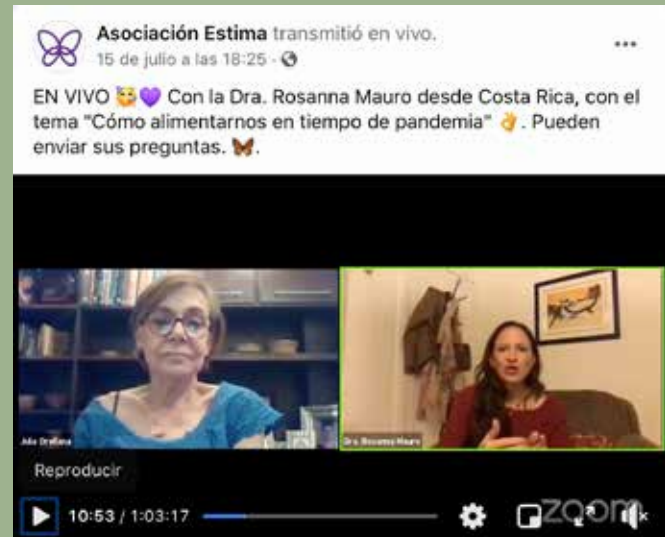 Asociación Estima transmitió en vivo.
15 de julio a las 18:25 ·
EN VIVO 🥰💜 Con la Dra. Rosanna Mauro desde Costa Rica, con el
tema "Cómo alimentarnos en tiempo de pandemia" 👌. Pueden
enviar sus preguntas. 🦋.
Julia Orellana
Dra. Rosanna Mauro
Reproducir
10:53 / 1:03:17
zoom